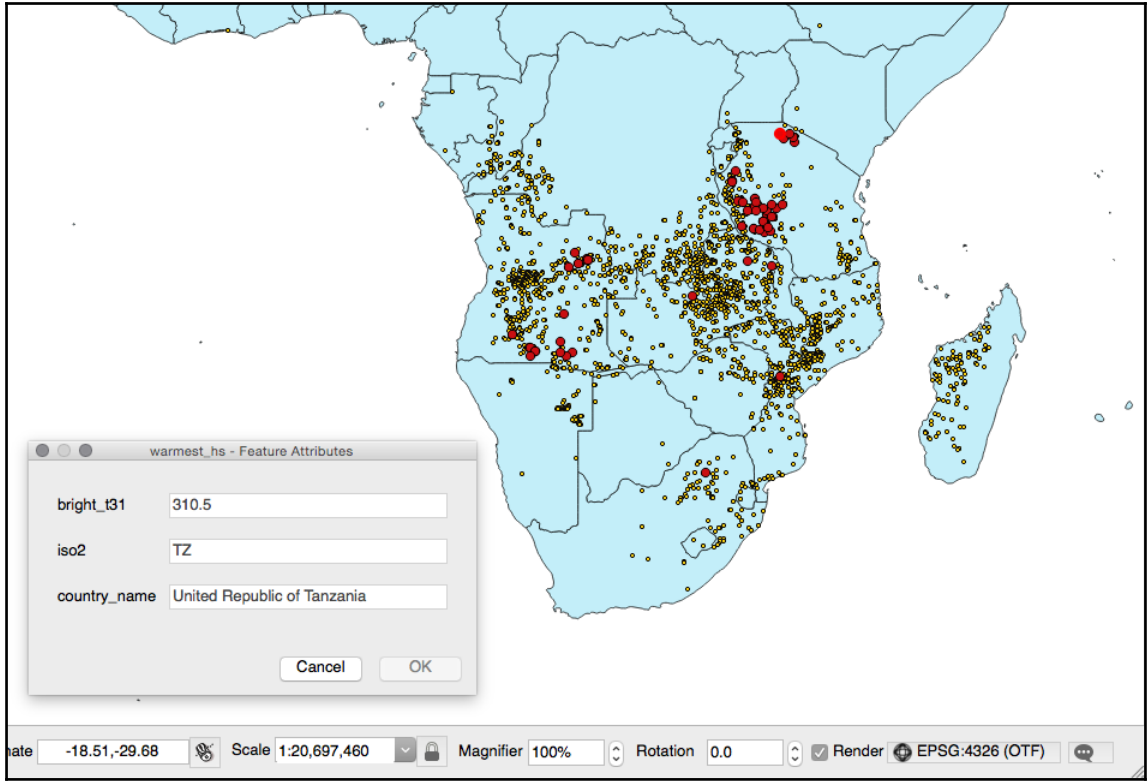 warmest_hs - Feature Attributes
bright_t31 310.5
iso2 TZ
country_name United Republic of Tanzania
Cancel OK
nate -18.51,-29.68 Scale 1:20,697,460 Magnifier 100% Rotation 0.0 Render EPSG:4326 (OTF)